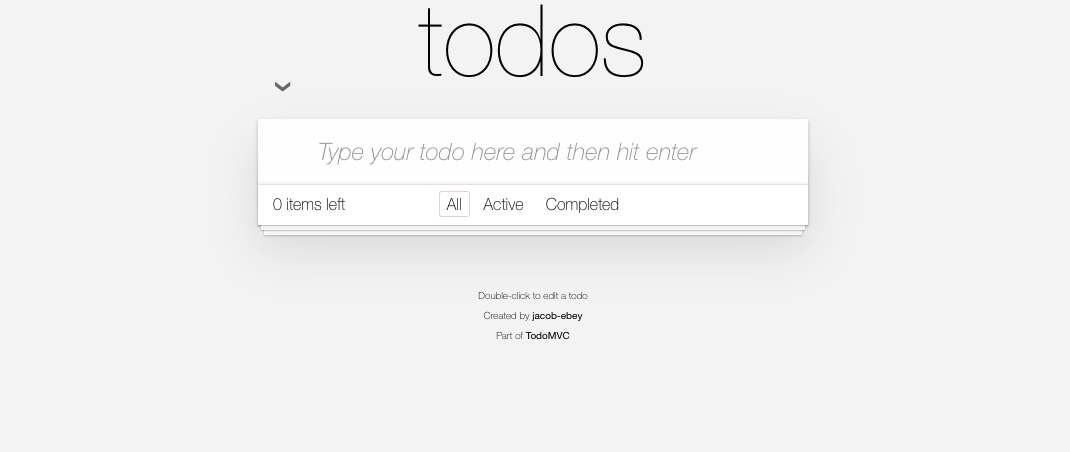 todos
Type your todo here and then hit enter
0 items left All Active Completed
Double-click to edit a todo
Created by jacob-ebey
Part of TodoMVC